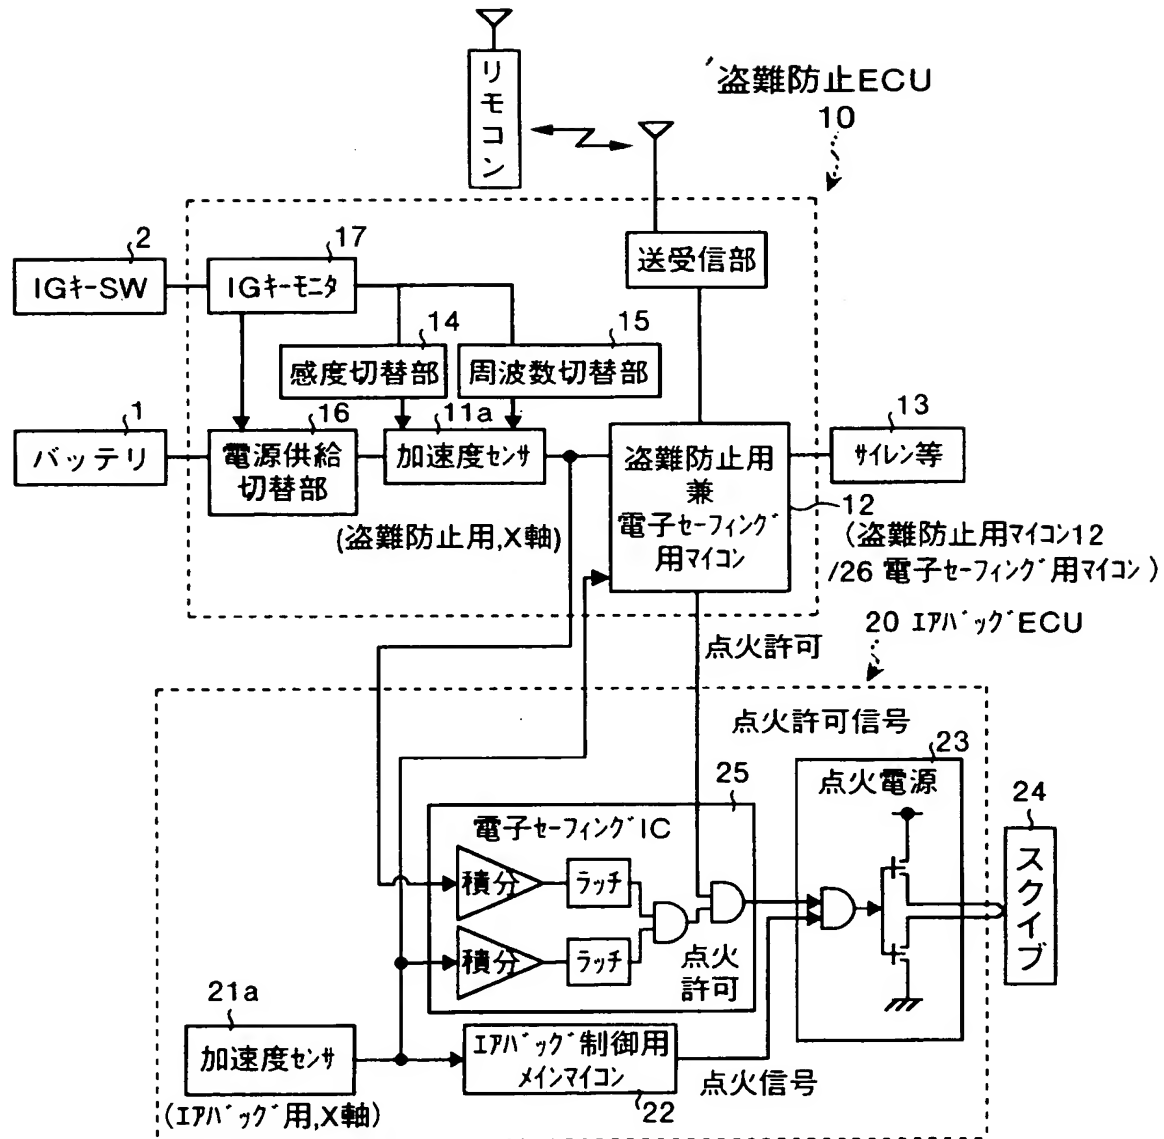 リモコン
盗難防止ECU
10
2
17
IGキーSW
IGキーモニタ
送受信部
14
15
感度切替部
周波数切替部
1
16
11a
13
バッテリ
電源供給
切替部
加速度センサ
盗難防止用
兼
電子セーフィング
用マイコン
サイレン等
(盗難防止用,X軸)
12
(盗難防止用マイコン12
/26 電子セーフィング用マイコン)
20 エアバッグECU
点火許可
点火許可信号
23
25
点火電源
24
電子セーフィングIC
スクイブ
積分
ラッチ
積分
ラッチ
点火
許可
21a
加速度センサ
エアバッグ制御用
メインマイコン
点火信号
(エアバッグ用,X軸)
22